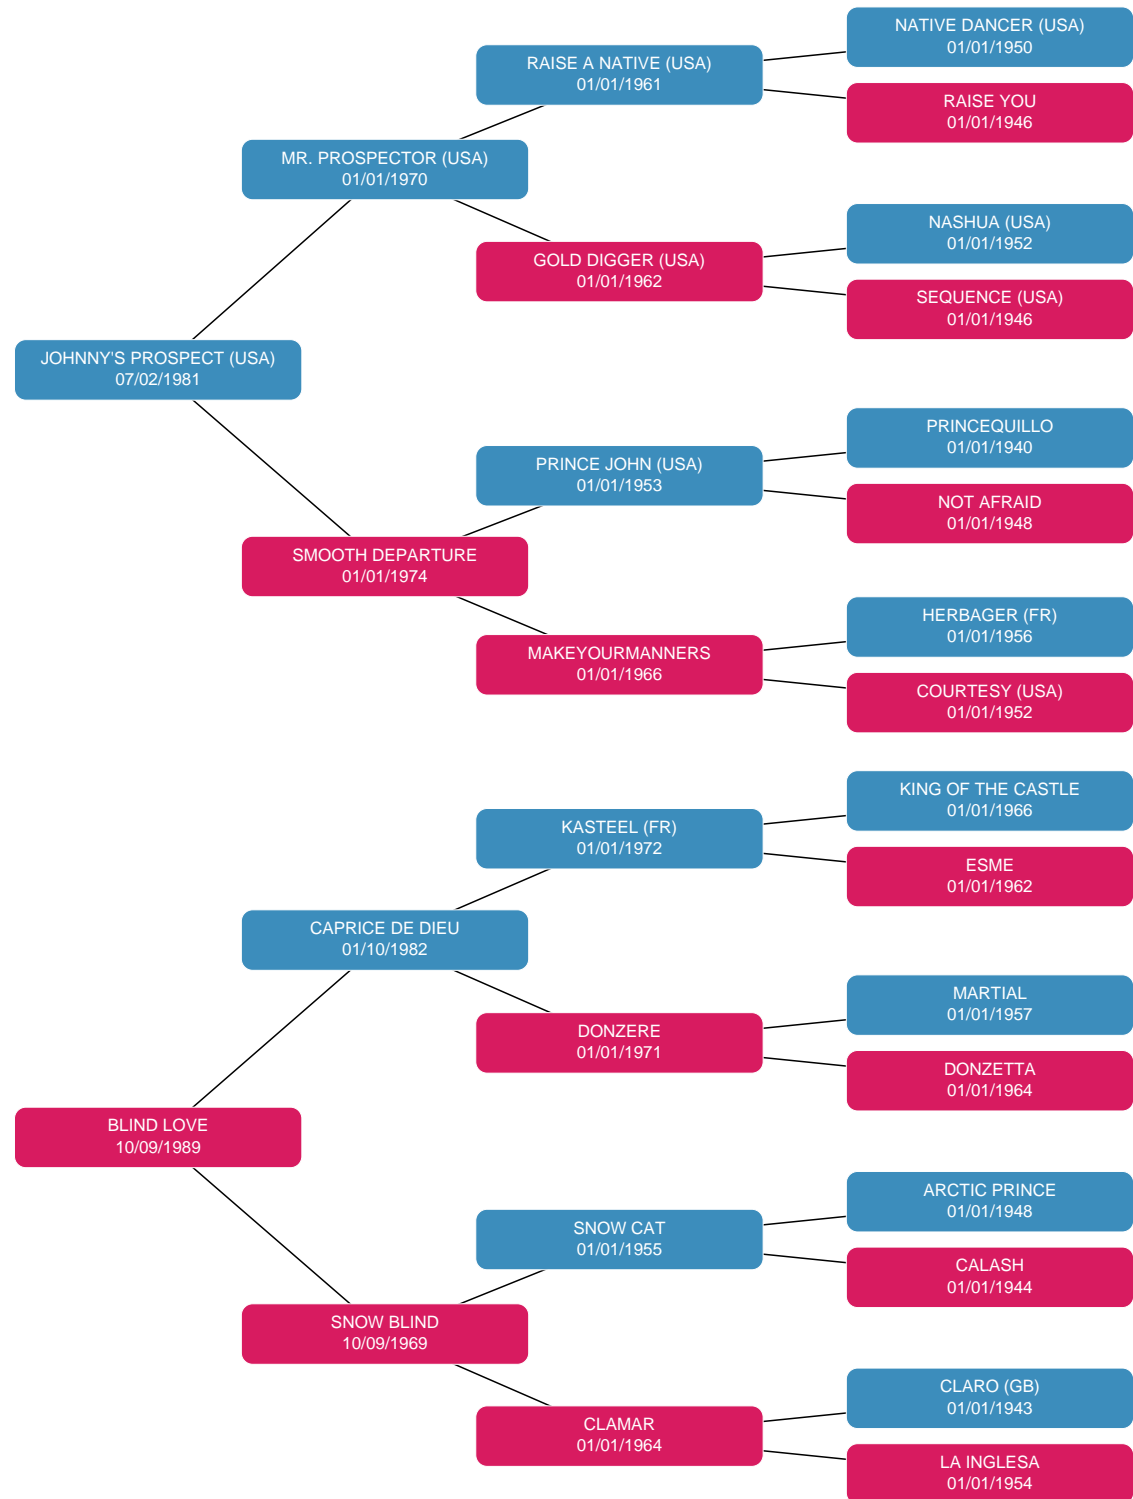 NATIVE DANCER (USA)
01/01/1950
RAISE A NATIVE (USA)
01/01/1961
RAISE YOU
01/01/1946
MR. PROSPECTOR (USA)
01/01/1970
NASHUA (USA)
01/01/1952
GOLD DIGGER (USA)
01/01/1962
SEQUENCE (USA)
01/01/1946
JOHNNY'S PROSPECT (USA)
07/02/1981
PRINCEQUILLO
01/01/1940
PRINCE JOHN (USA)
01/01/1953
NOT AFRAID
01/01/1948
SMOOTH DEPARTURE
01/01/1974
HERBAGER (FR)
01/01/1956
MAKEYOURMANNERS
01/01/1966
COURTESY (USA)
01/01/1952
KING OF THE CASTLE
01/01/1966
KASTEEL (FR)
01/01/1972
ESME
01/01/1962
CAPRICE DE DIEU
01/10/1982
MARTIAL
01/01/1957
DONZERE
01/01/1971
DONZETTA
01/01/1964
BLIND LOVE
10/09/1989
ARCTIC PRINCE
01/01/1948
SNOW CAT
01/01/1955
CALASH
01/01/1944
SNOW BLIND
10/09/1969
CLARO (GB)
01/01/1943
CLAMAR
01/01/1964
LA INGLESA
01/01/1954